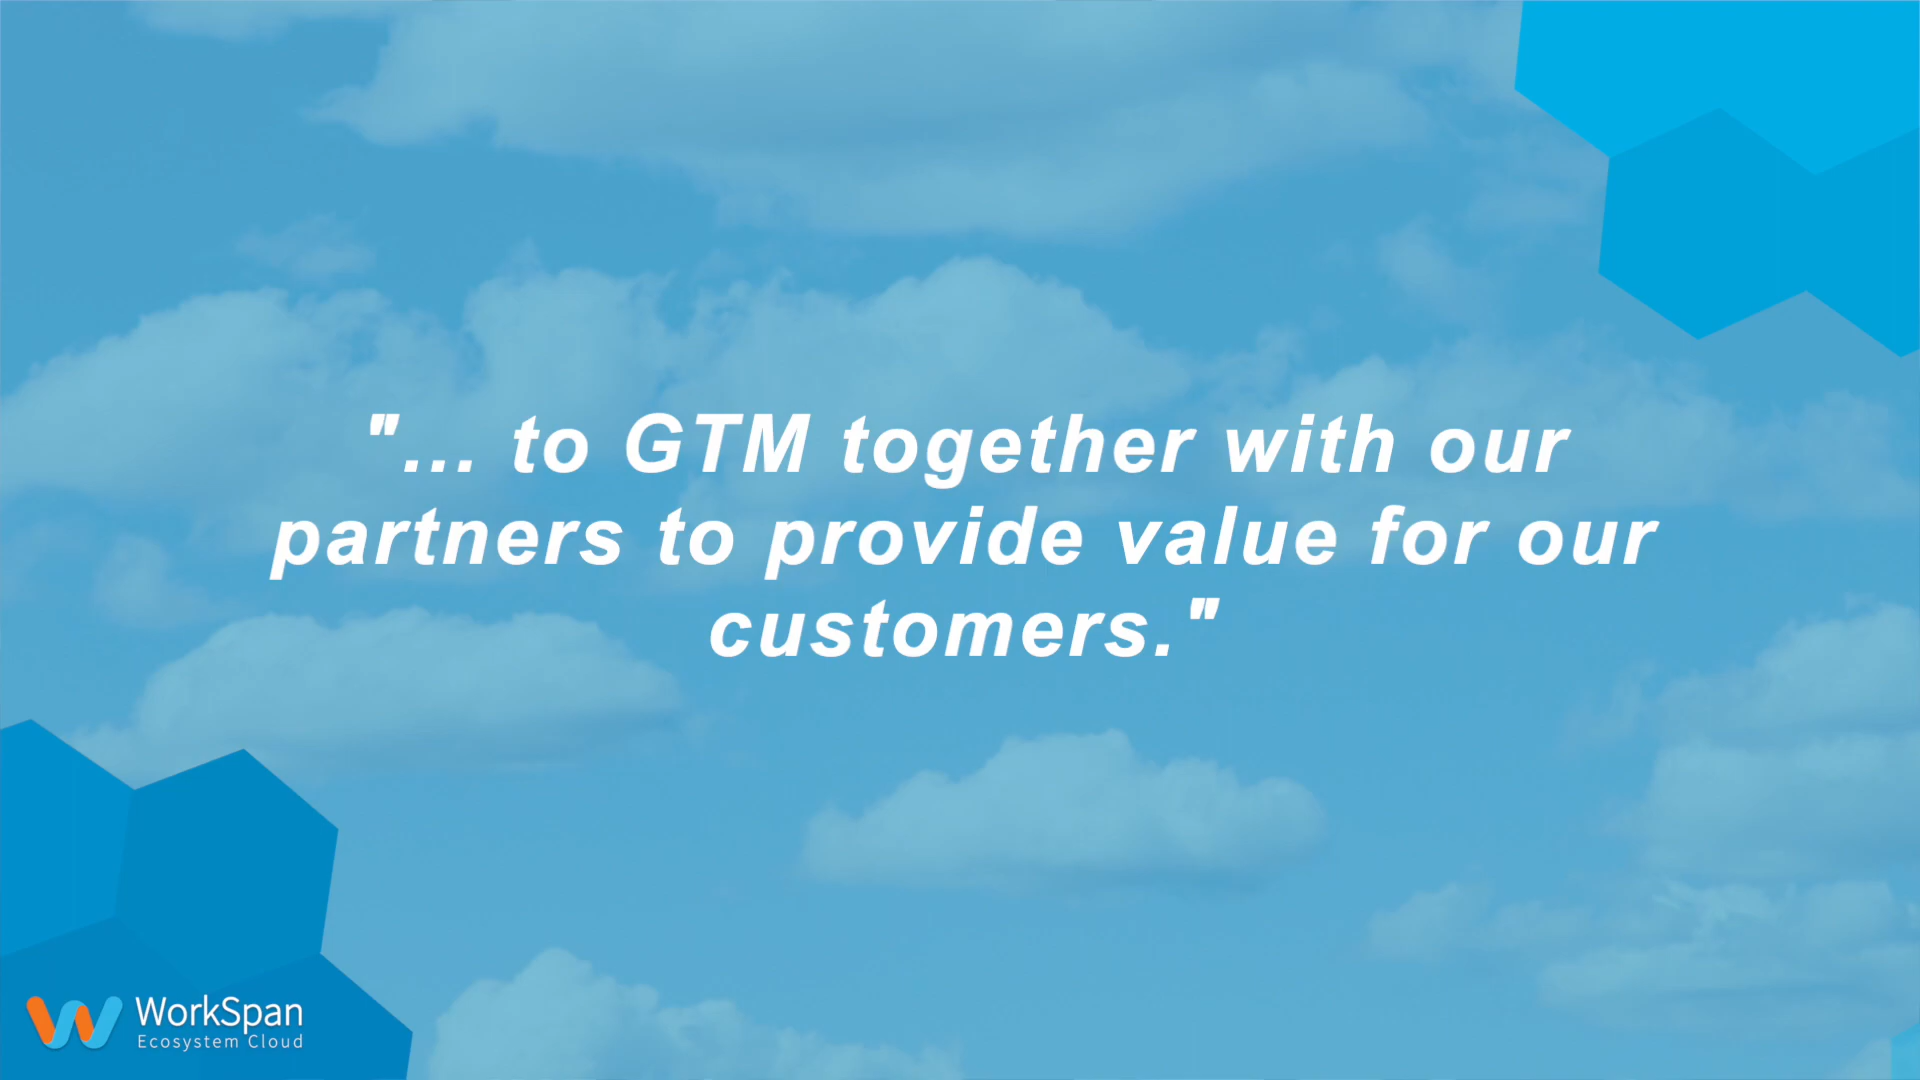 "... to GTM together with our
partners to provide value for our
customers."
WorkSpan
Ecosystem Cloud